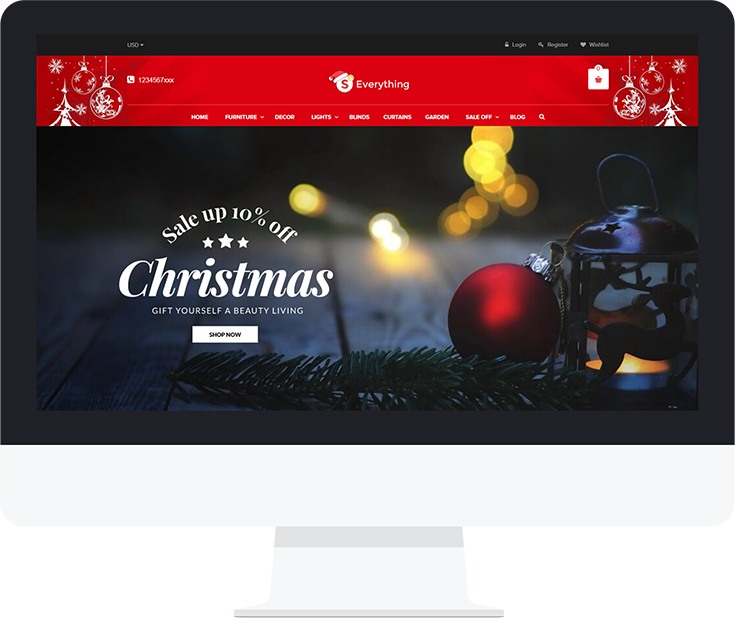 USD
Login
Register
Wishlist
1234567xxx
S Everything
HOME
FURNITURE
DECOR
LIGHTS
BLINDS
CURTAINS
GARDEN
SALE OFF
BLOG
Sale up 10% off
Christmas
GIFT YOURSELF A BEAUTY LIVING
SHOP NOW